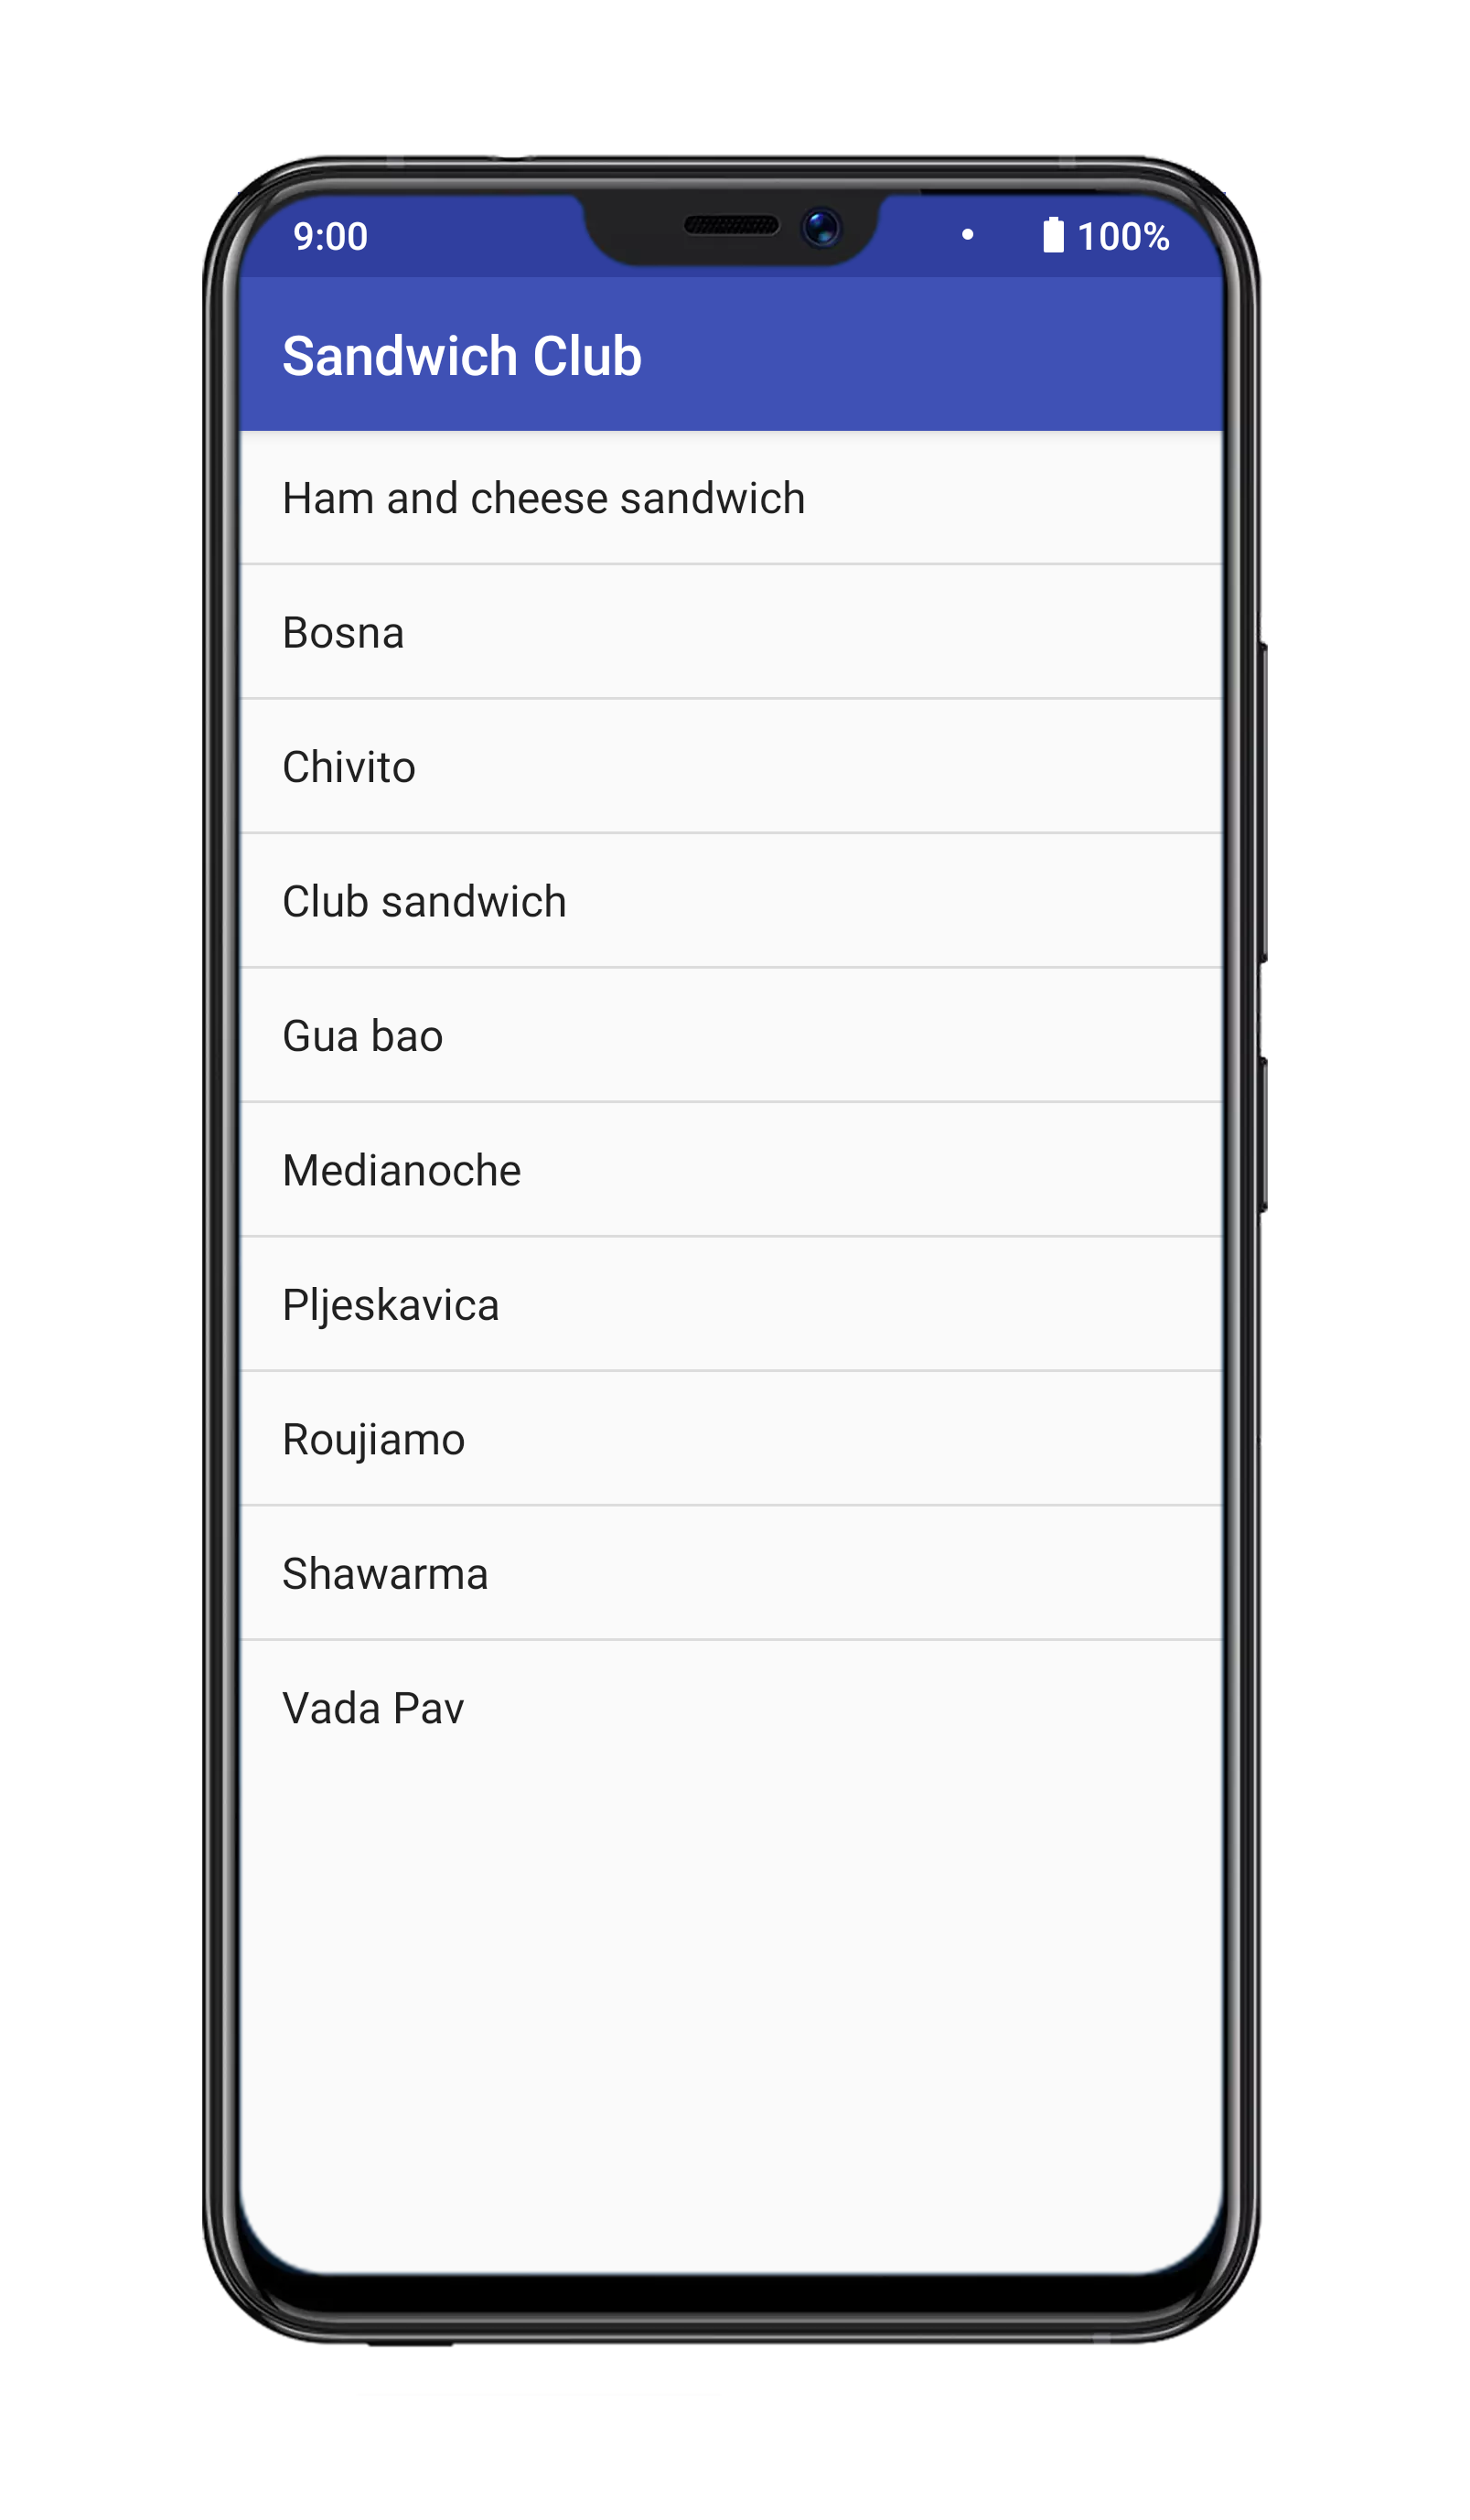 9:00
100%
Sandwich Club
Ham and cheese sandwich
Bosna
Chivito
Club sandwich
Gua bao
Medianoche
Pljeskavica
Roujiamo
Shawarma
Vada Pav